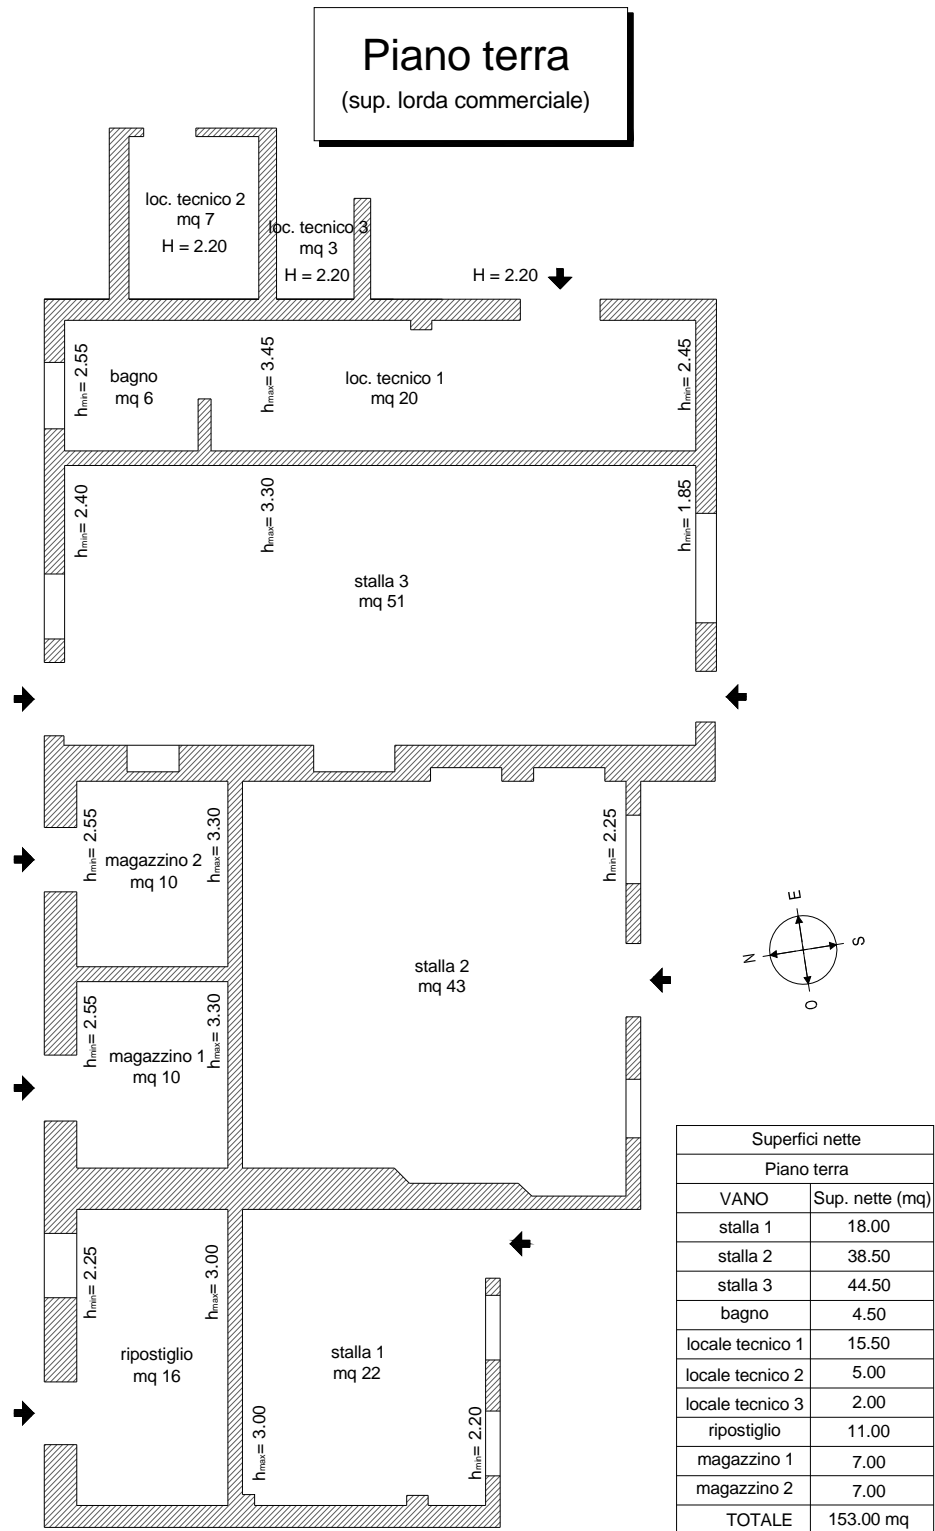 Piano terra
(sup. lorda commerciale)
loc. tecnico 2
mq 7
H = 2.20
loc. tecnico 3
mq 3
H = 2.20
H = 2.20
hmin= 2.55
bagno
mq 6
hmax= 3.45
loc. tecnico 1
mq 20
hmin= 2.45
hmin= 2.40
hmax= 3.30
hmin= 1.85
stalla 3
mq 51
hmin= 2.55
magazzino 2
mq 10
hmax= 3.30
hmin= 2.25
stalla 2
mq 43
N
E
S
O
hmin= 2.55
magazzino 1
mq 10
hmax= 3.30
hmin= 2.25
hmax= 3.00
ripostiglio
mq 16
stalla 1
mq 22
hmax= 3.00
hmin= 2.20
Superfici nette
Piano terra
VANO Sup. nette (mq)
stalla 1 18.00
stalla 2 38.50
stalla 3 44.50
bagno 4.50
locale tecnico 1 15.50
locale tecnico 2 5.00
locale tecnico 3 2.00
ripostiglio 11.00
magazzino 1 7.00
magazzino 2 7.00
TOTALE 153.00 mq